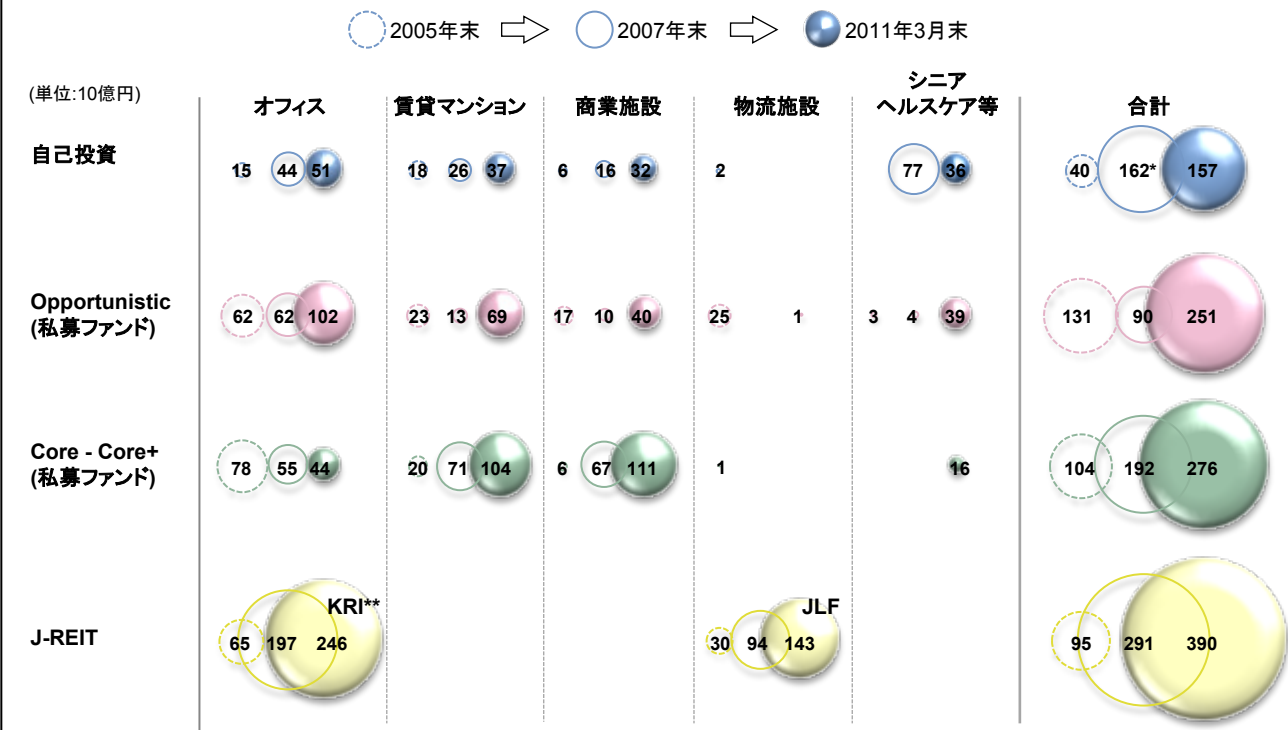 2005年末 2007年末 2011年3月末
(単位:10億円)
オフィス 賃貸マンション 商業施設 物流施設 シニア
ヘルスケア等 合計
自己投資 15 44 51 18 26 37 6 16 32 2 77 36 40 162* 157
Opportunistic
(私募ファンド) 62 62 102 23 13 69 17 10 40 25 1 3 4 39 131 90 251
Core - Core+
(私募ファンド) 78 55 44 20 71 104 6 67 111 1 16 104 192 276
KRI** JLF
J-REIT 65 197 246 30 94 143 95 291 390